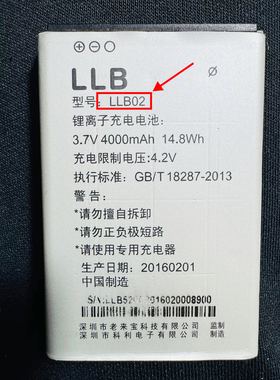 LLB
型号: LLB02
锂离子充电电池:
3.7V 4000mAh 14.8Wh
充电限制电压:4.2V
执行标准: GB/T 18287-2013
警告:
*请勿擅自拆卸
*请勿正负极短路
*请使用专用充电器
生产日期: 20160201
中国制造
深圳市老来宝科技有限公司 监制
深圳市科利电子有限公司 制造